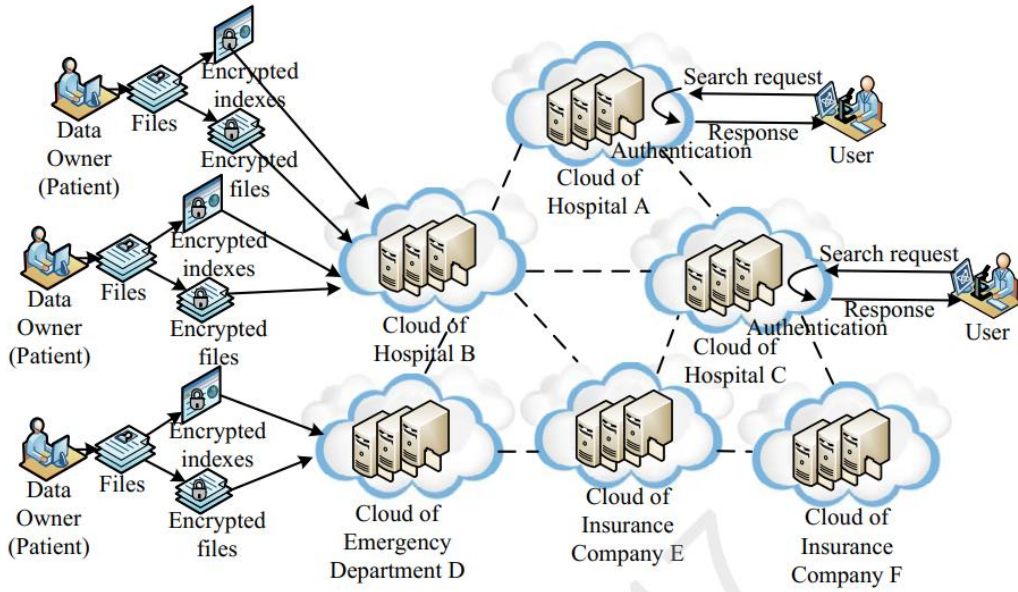 Encrypted
indexes
Data
Owner
(Patient)
Files
Encrypted
files
Search request
Response
Authentication
User
Cloud of
Hospital A
Encrypted
indexes
Data
Owner
(Patient)
Files
Encrypted
files
Cloud of
Hospital B
Search request
Response
Authentication
User
Cloud of
Hospital C
Encrypted
indexes
Data
Owner
(Patient)
Files
Encrypted
files
Cloud of
Emergency
Department D
Cloud of
Insurance
Company E
Cloud of
Insurance
Company F